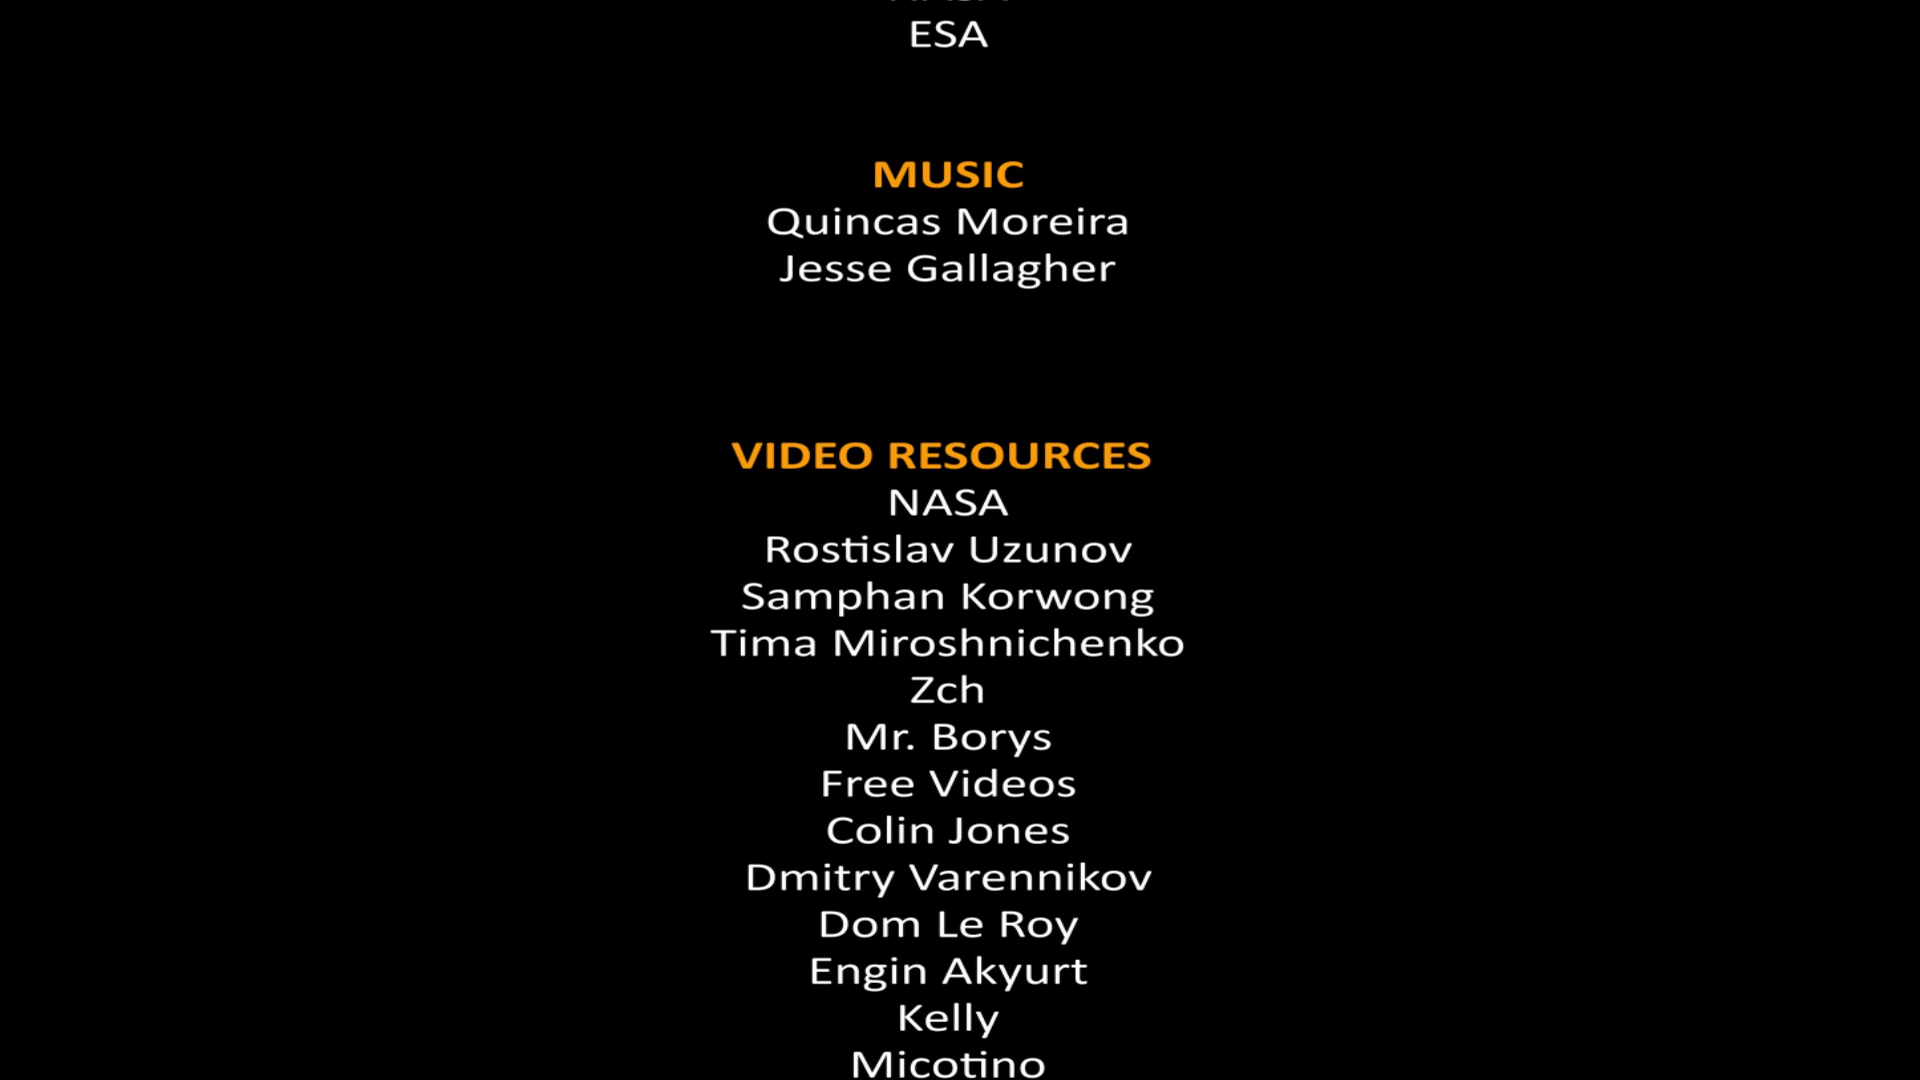 ESA
MUSIC
Quincas Moreira
Jesse Gallagher
VIDEO RESOURCES
NASA
Rostislav Uzunov
Samphan Korwong
Tima Miroshnichenko
Zch
Mr. Borys
Free Videos
Colin Jones
Dmitry Varennikov
Dom Le Roy
Engin Akyurt
Kelly
Micotino